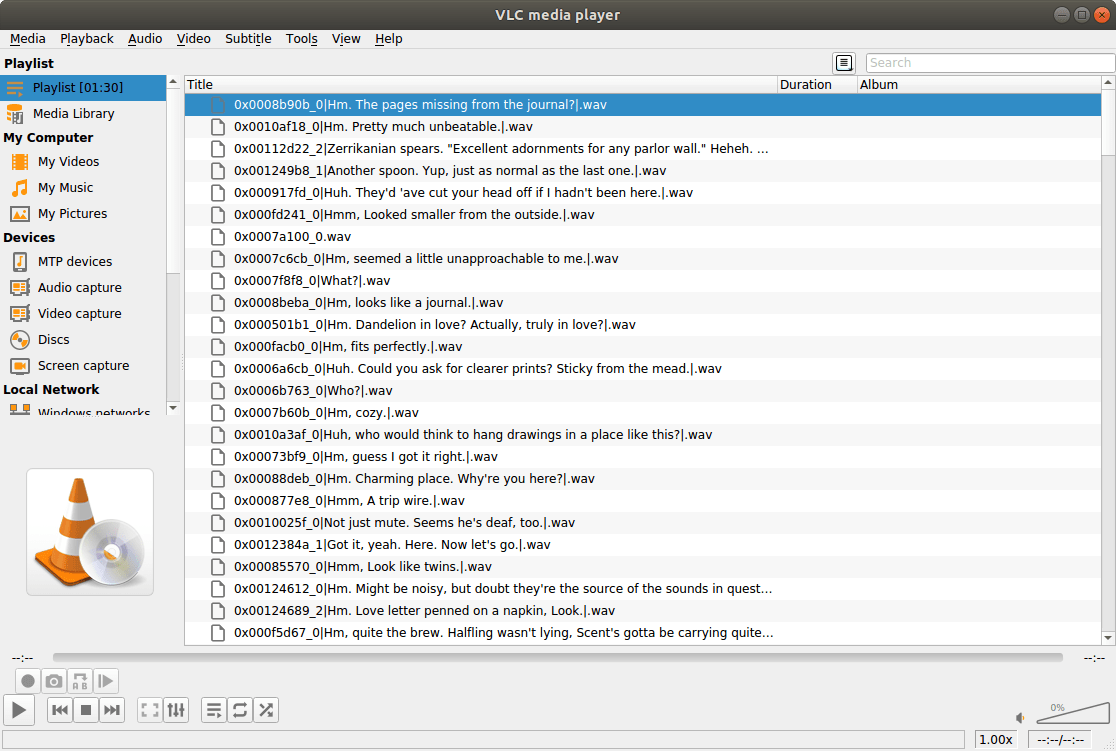 VLC media player
Media Playback Audio Video Subtitle Tools View Help
Playlist
Search
Playlist [01:30]
Media Library
My Computer
My Videos
My Music
My Pictures
Devices
MTP devices
Audio capture
Video capture
Discs
Screen capture
Local Network
Windows networks
Title Duration Album
0x0008b90b_0|Hm. The pages missing from the journal?|.wav
0x0010af18_0|Hm. Pretty much unbeatable.|.wav
0x00112d22_2|Zerrikanian spears. "Excellent adornments for any parlor wall." Heheh. ...
0x001249b8_1|Another spoon. Yup, just as normal as the last one.|.wav
0x000917fd_0|Huh. They'd 'ave cut your head off if I hadn't been here.|.wav
0x000fd241_0|Hmm, Looked smaller from the outside.|.wav
0x0007a100_0.wav
0x0007c6cb_0|Hm, seemed a little unapproachable to me.|.wav
0x0007f8f8_0|What?|.wav
0x0008beba_0|Hm, looks like a journal.|.wav
0x000501b1_0|Hm. Dandelion in love? Actually, truly in love?|.wav
0x000facb0_0|Hm, fits perfectly.|.wav
0x0006a6cb_0|Huh. Could you ask for clearer prints? Sticky from the mead.|.wav
0x0006b763_0|Who?|.wav
0x0007b60b_0|Hm, cozy.|.wav
0x0010a3af_0|Huh, who would think to hang drawings in a place like this?|.wav
0x00073bf9_0|Hm, guess I got it right.|.wav
0x00088deb_0|Hm. Charming place. Why're you here?|.wav
0x000877e8_0|Hmm, A trip wire.|.wav
0x0010025f_0|Not just mute. Seems he's deaf, too.|.wav
0x0012384a_1|Got it, yeah. Here. Now let's go.|.wav
0x00085570_0|Hmm, Look like twins.|.wav
0x00124612_0|Hm. Might be noisy, but doubt they're the source of the sounds in quest...
0x00124689_2|Hm. Love letter penned on a napkin, Look.|.wav
0x000f5d67_0|Hm, quite the brew. Halfling wasn't lying, Scent's gotta be carrying quite...
--:-- --:--
A B
0%
1.00x --:--/--:--